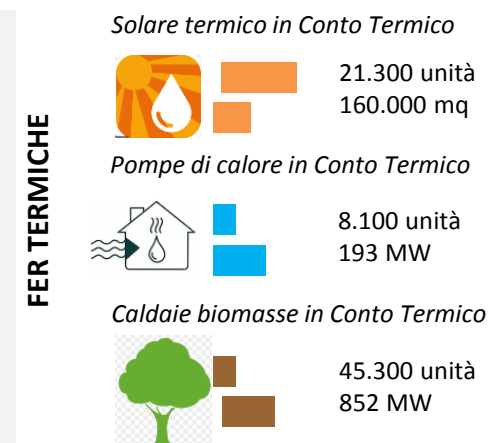 FER TERMICHE
Solare termico in Conto Termico
21.300 unità
160.000 mq
Pompe di calore in Conto Termico
8.100 unità
193 MW
Caldaie biomasse in Conto Termico
45.300 unità
852 MW